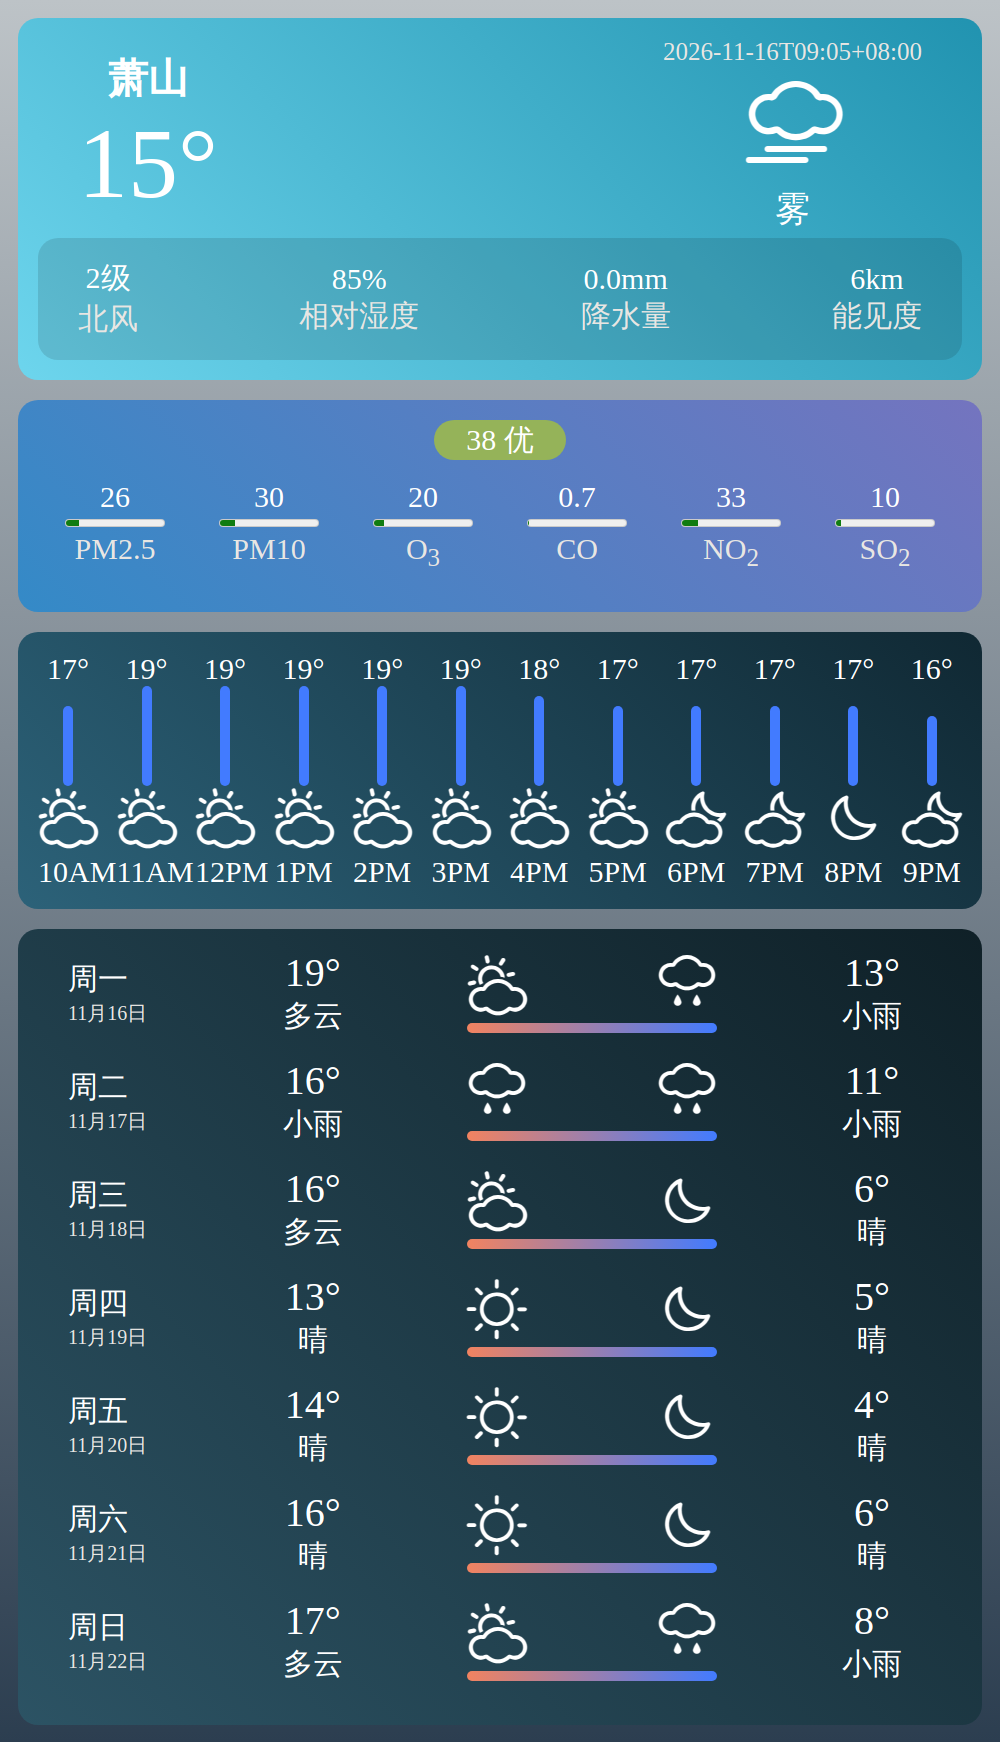 萧山
2026-11-16T09:05+08:00
15°
雾
2级 85% 0.0mm 6km
北风 相对湿度 降水量 能见度
38 优
26 30 20 0.7 33 10
PM2.5 PM10 O3 CO NO2 SO2
17° 19° 19° 19° 19° 19° 18° 17° 17° 17° 17° 16°
10AM 11AM 12PM 1PM 2PM 3PM 4PM 5PM 6PM 7PM 8PM 9PM
周一 19° 13°
11月16日 多云 小雨
周二 16° 11°
11月17日 小雨 小雨
周三 16° 6°
11月18日 多云 晴
周四 13° 5°
11月19日 晴 晴
周五 14° 4°
11月20日 晴 晴
周六 16° 6°
11月21日 晴 晴
周日 17° 8°
11月22日 多云 小雨